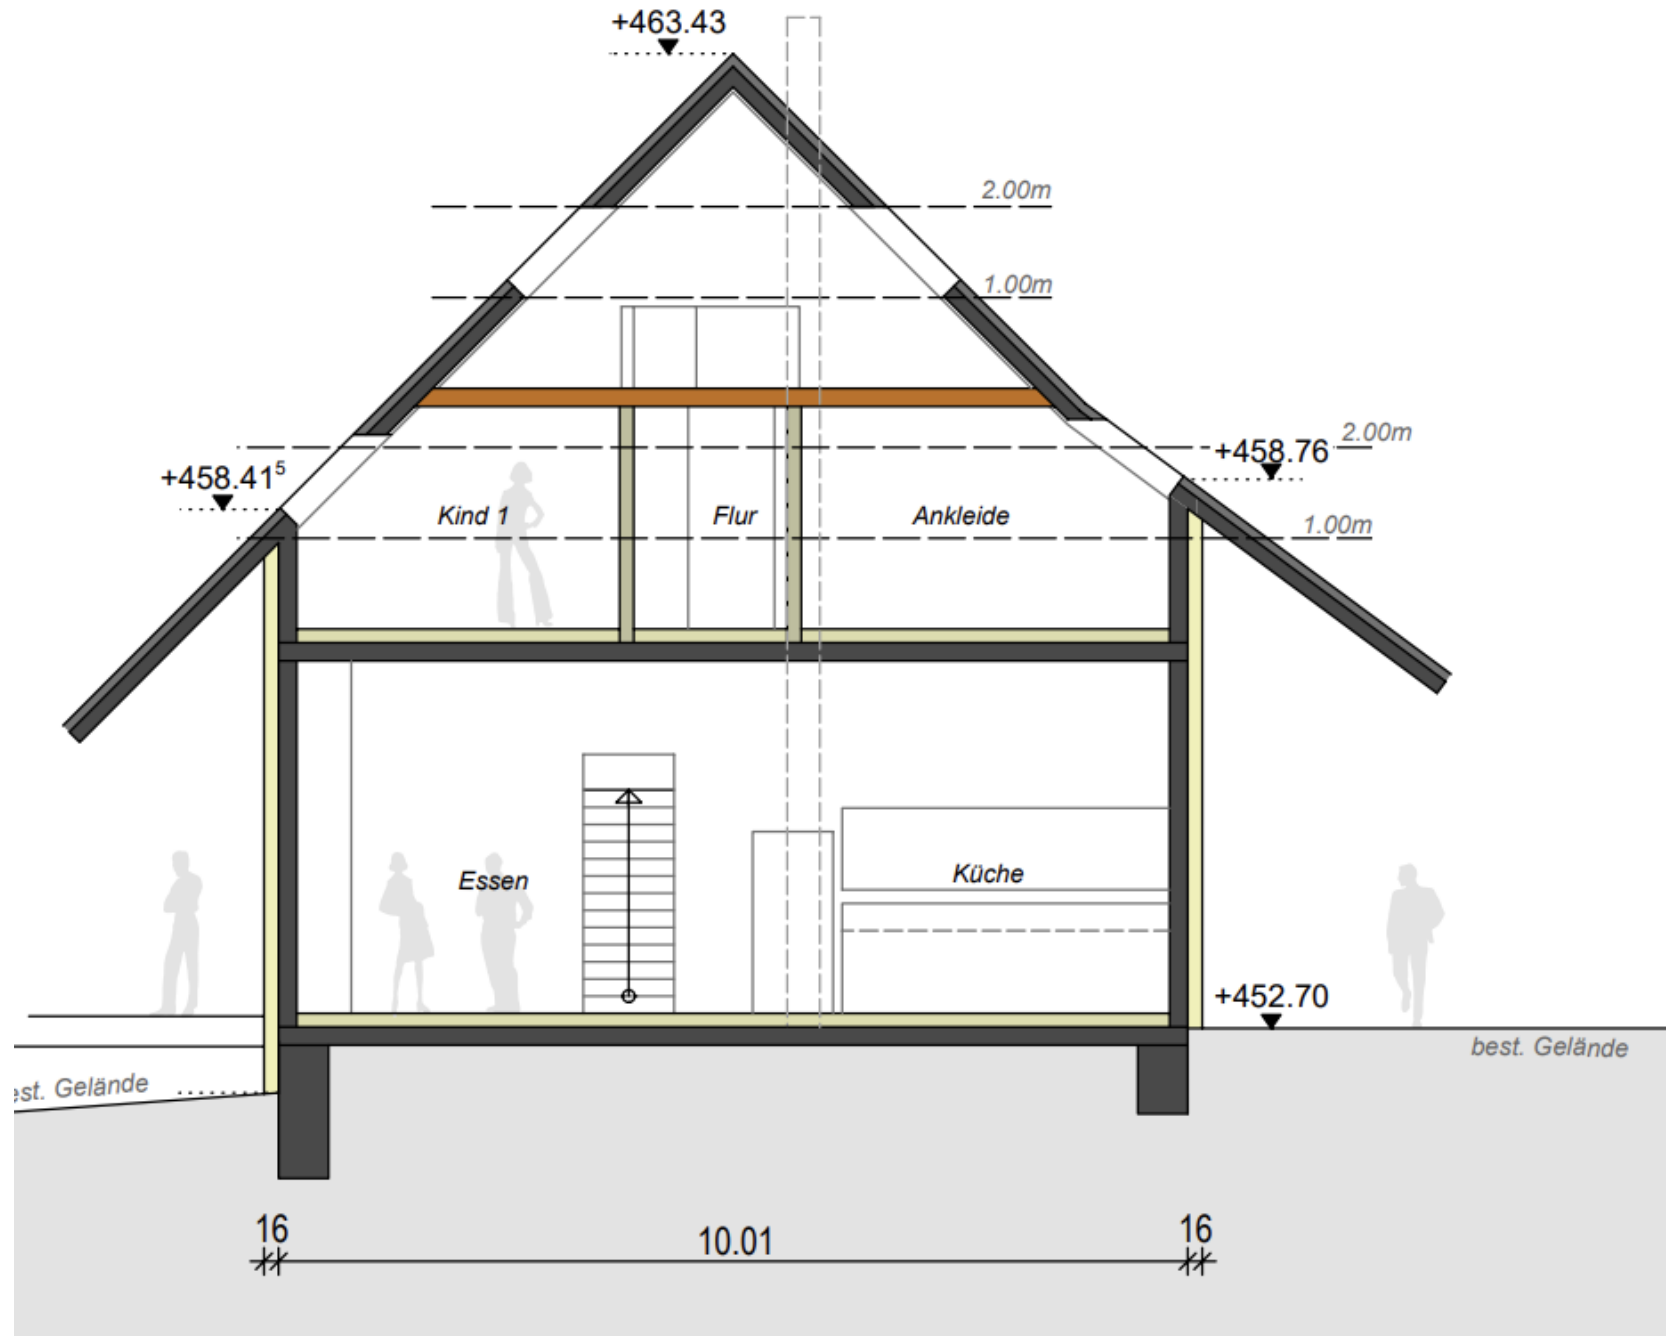 +463.43
2.00m
1.00m
2.00m
+458.76
+458.41⁵
Kind 1
Flur
Ankleide
1.00m
Essen
Küche
+452.70
best. Gelände
est. Gelände
16
10.01
16